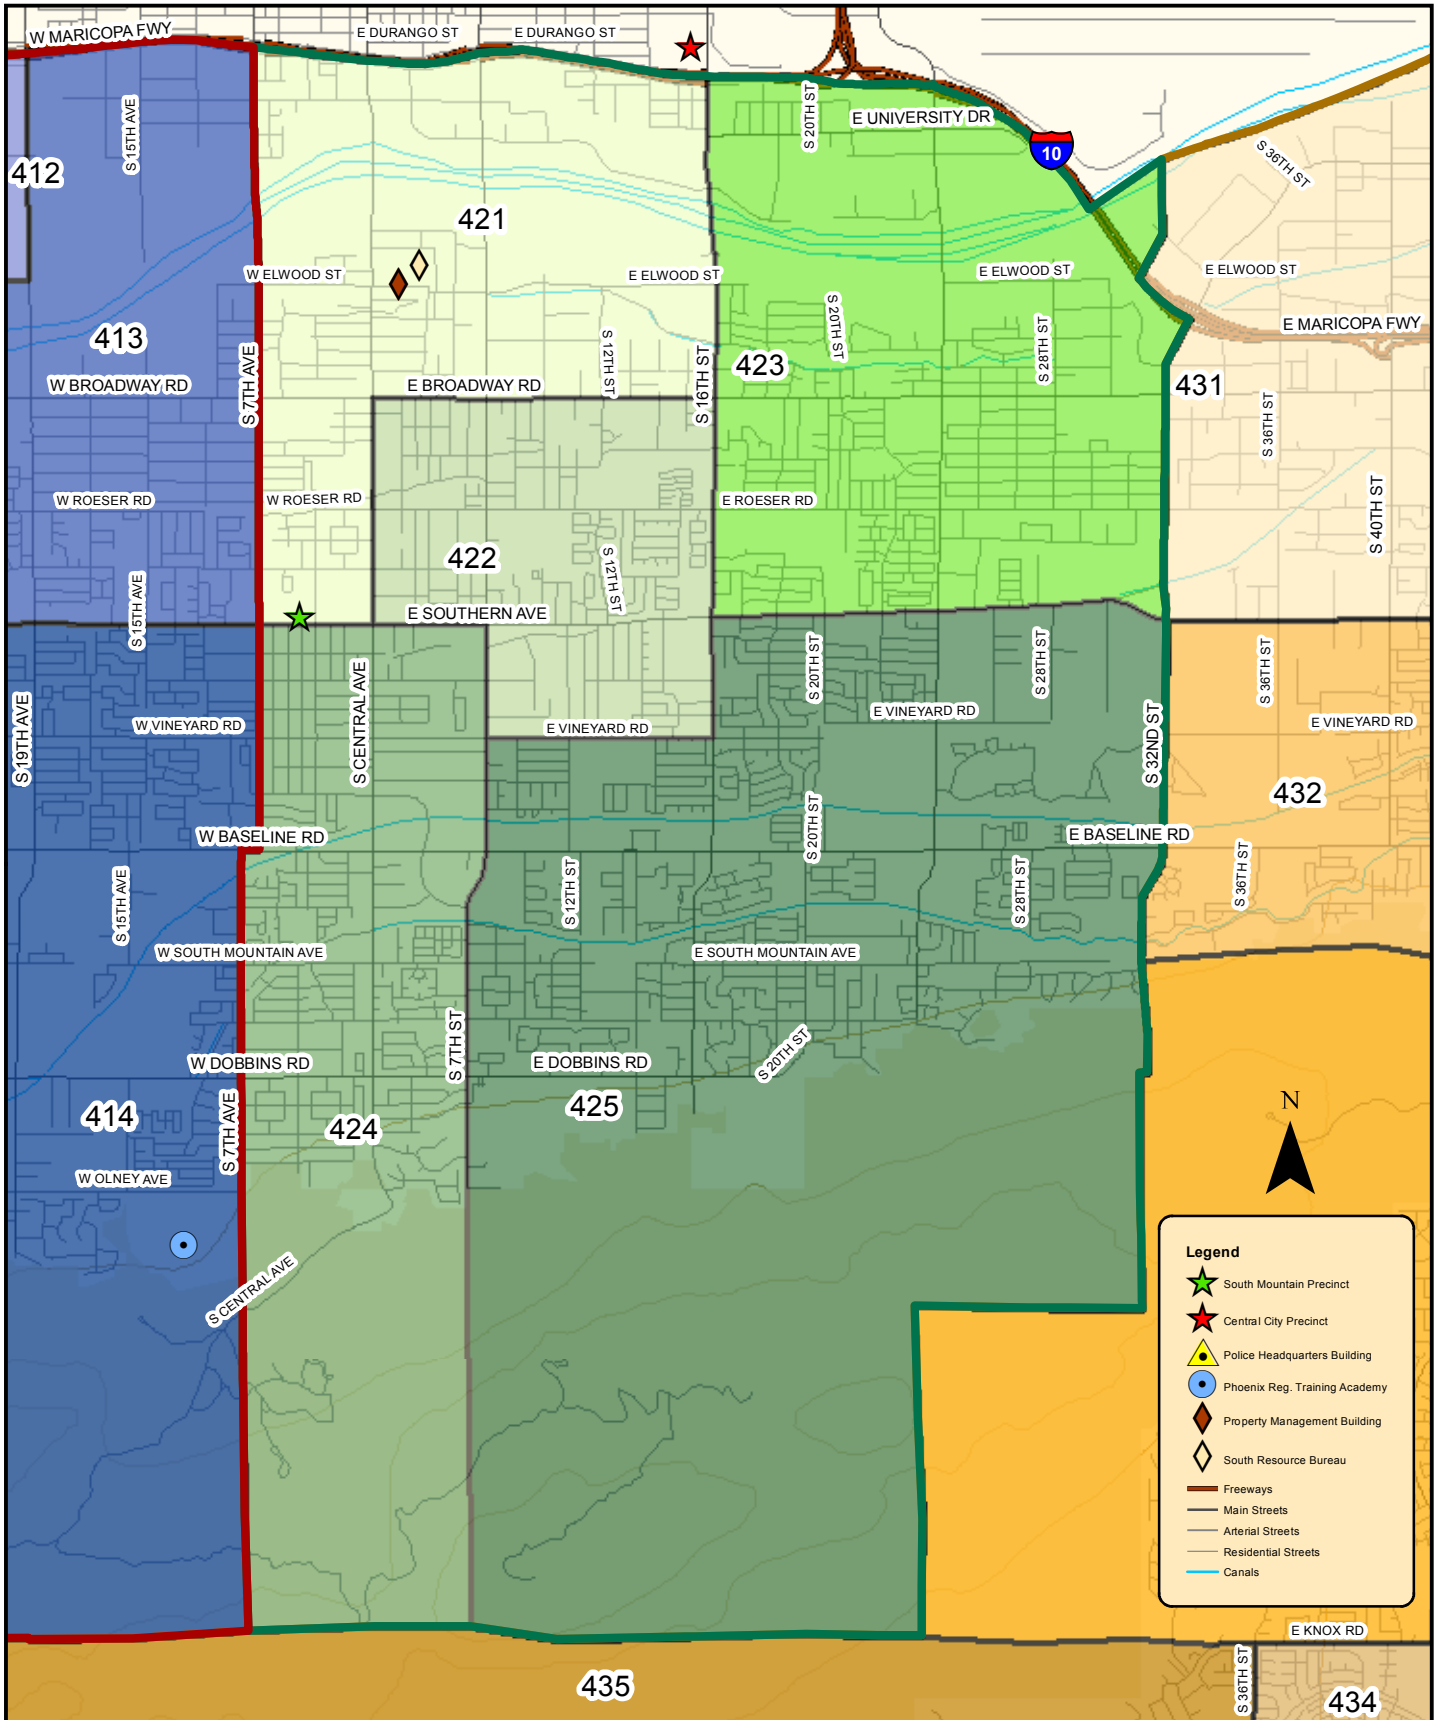 W MARICOPA FWY
E DURANGO ST
E DURANGO ST
S 15TH AVE
S 20TH ST
E UNIVERSITY DR
10
S 36TH ST
412
421
W ELWOOD ST
E ELWOOD ST
E ELWOOD ST
E ELWOOD ST
413
S 7TH AVE
S 12TH ST
S 16TH ST
423
S 20TH ST
S 28TH ST
E MARICOPA FWY
W BROADWAY RD
E BROADWAY RD
431
S 36TH ST
W ROESER RD
W ROESER RD
E ROESER RD
S 40TH ST
422
S 12TH ST
S 15TH AVE
E SOUTHERN AVE
S 19TH AVE
W VINEYARD RD
S CENTRAL AVE
E VINEYARD RD
S 20TH ST
E VINEYARD RD
S 28TH ST
S 32ND ST
S 36TH ST
E VINEYARD RD
432
W BASELINE RD
S 20TH ST
E BASELINE RD
S 15TH AVE
S 12TH ST
S 28TH ST
S 36TH ST
W SOUTH MOUNTAIN AVE
E SOUTH MOUNTAIN AVE
W DOBBINS RD
S 7TH ST
E DOBBINS RD
S 20TH ST
414
S 7TH AVE
424
425
N
W OLNEY AVE
S CENTRAL AVE
Legend
South Mountain Precinct
Central City Precinct
Police Headquarters Building
Phoenix Reg. Training Academy
Property Management Building
South Resource Bureau
Freeways
Main Streets
Arterial Streets
Residential Streets
Canals
E KNOX RD
435
S 36TH ST
434